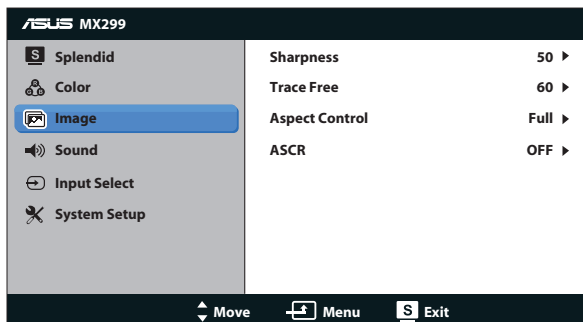 ASUS MX299
S Splendid
Color
Image
Sound
Input Select
System Setup
Sharpness 50
Trace Free 60
Aspect Control Full
ASCR OFF
Move Menu S Exit